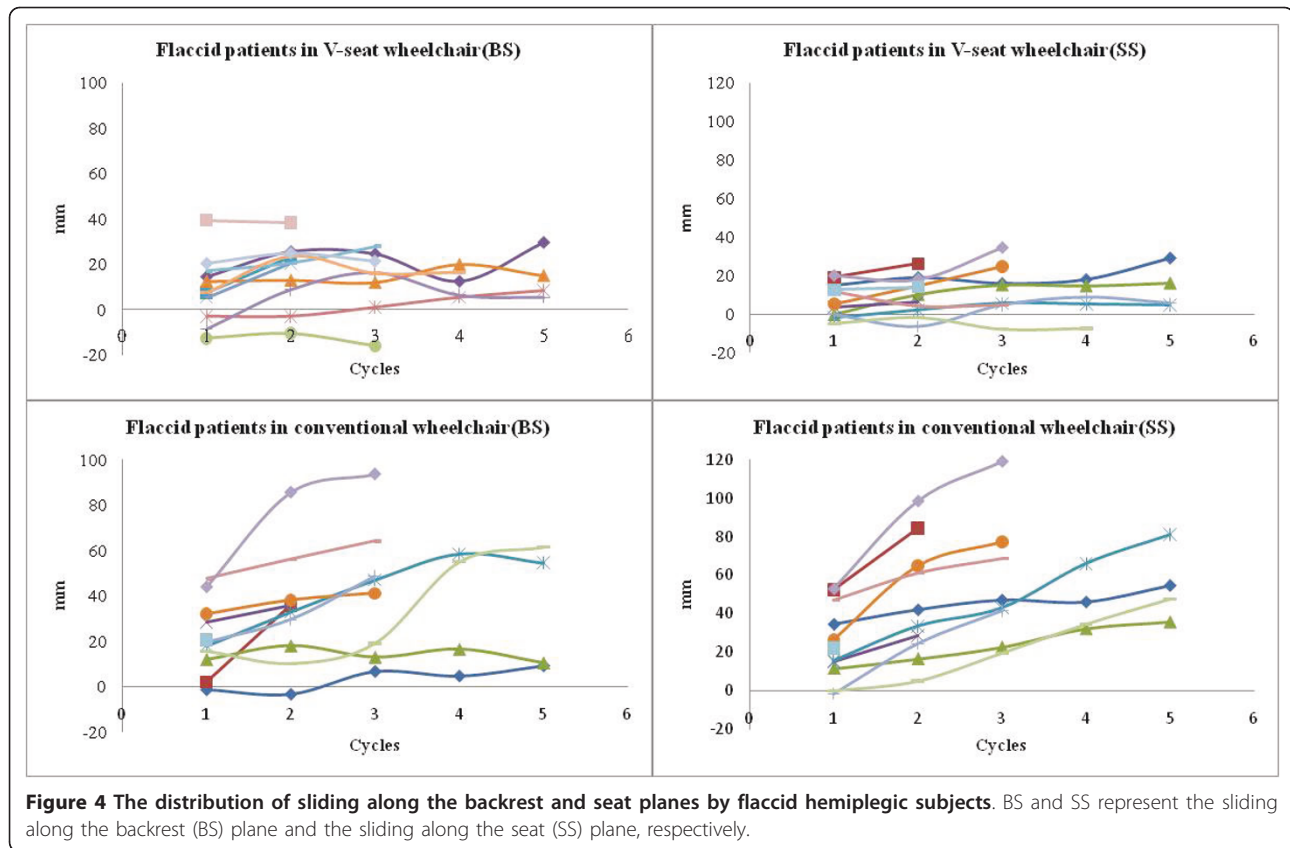 Flaccid patients in V-seat wheelchair(BS)
100
80
60
40
20
0
-20
mm
0 1 2 3 4 5 6
Cycles
Flaccid patients in V-seat wheelchair(SS)
120
100
80
60
40
20
0
-20
mm
0 1 2 3 4 5 6
Cycles
Flaccid patients in conventional wheelchair(BS)
100
80
60
40
20
0
-20
mm
0 1 2 3 4 5 6
Cycles
Flaccid patients in conventional wheelchair(SS)
120
100
80
60
40
20
0
-20
mm
0 1 2 3 4 5 6
Cycles
Figure 4 The distribution of sliding along the backrest and seat planes by flaccid hemiplegic subjects. BS and SS represent the sliding
along the backrest (BS) plane and the sliding along the seat (SS) plane, respectively.